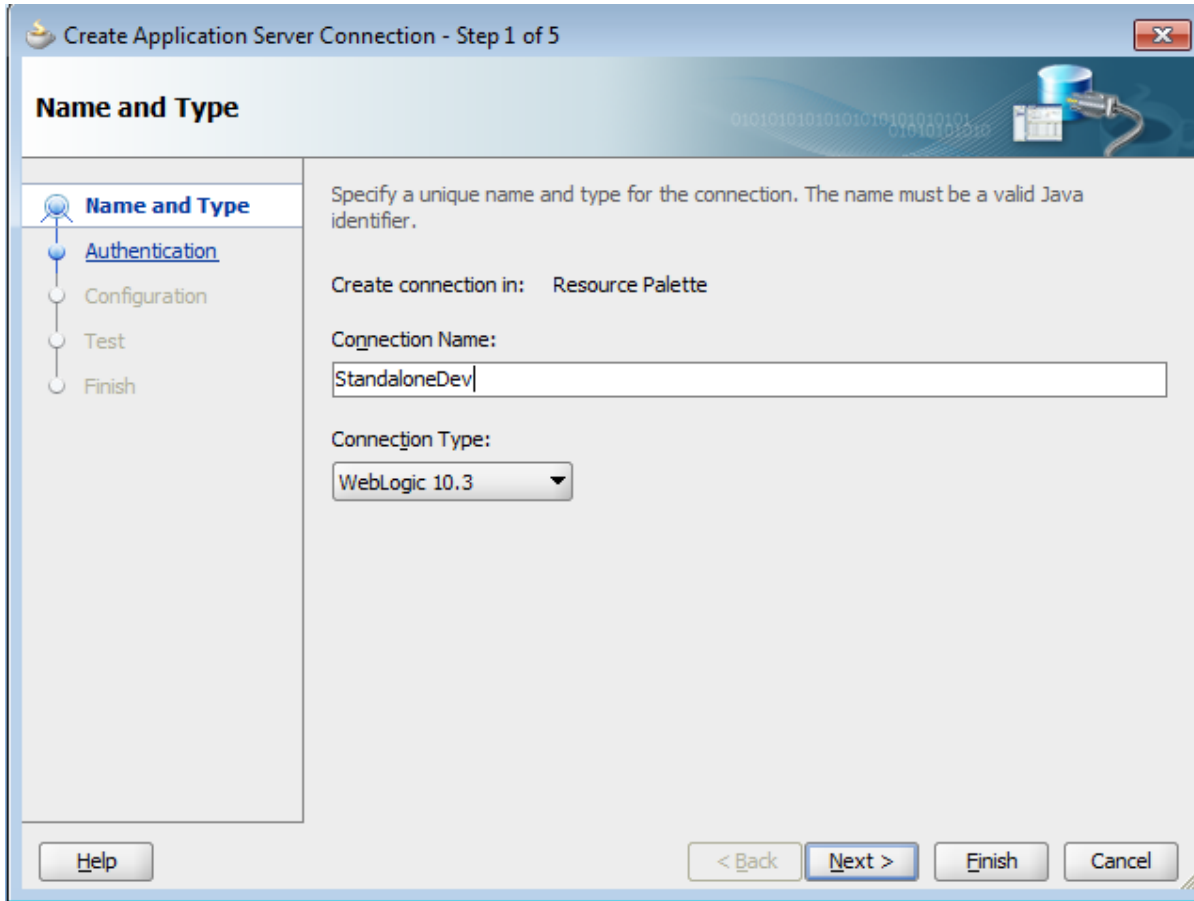 Create Application Server Connection - Step 1 of 5
Name and Type
Name and Type
Authentication
Configuration
Test
Finish
Specify a unique name and type for the connection. The name must be a valid Java
identifier.
Create connection in: Resource Palette
Connection Name:
StandaloneDev
Connection Type:
WebLogic 10.3
Help
< Back
Next >
Finish
Cancel